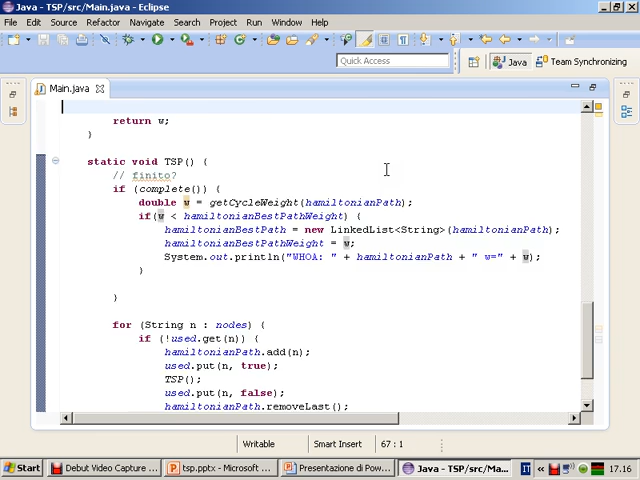 Java - TSP/src/Main.java - Eclipse
File Edit Source Refactor Navigate Search Project Run Window Help
Quick Access
Java
Team Synchronizing
Main.java
return w;
}
static void TSP() {
// finito?
if (complete()) {
double w = getCycleWeight(hamiltonianPath);
if(w < hamiltonianBestPathWeight) {
hamiltonianBestPath = new LinkedList<String>(hamiltonianPath);
hamiltonianBestPathWeight = w;
System.out.println("WHOA: " + hamiltonianPath + " w=" + w);
}
}
for (String n : nodes) {
if (!used.get(n)) {
hamiltonianPath.add(n);
used.put(n, true);
TSP();
used.put(n, false);
hamiltonianPath.removeLast();
Writable Smart Insert 67 : 1
Start Debut Video Capture ... tsp.pptx - Microsoft ... Presentazione di Pow... Java - TSP/src/Ma... IT 17.16